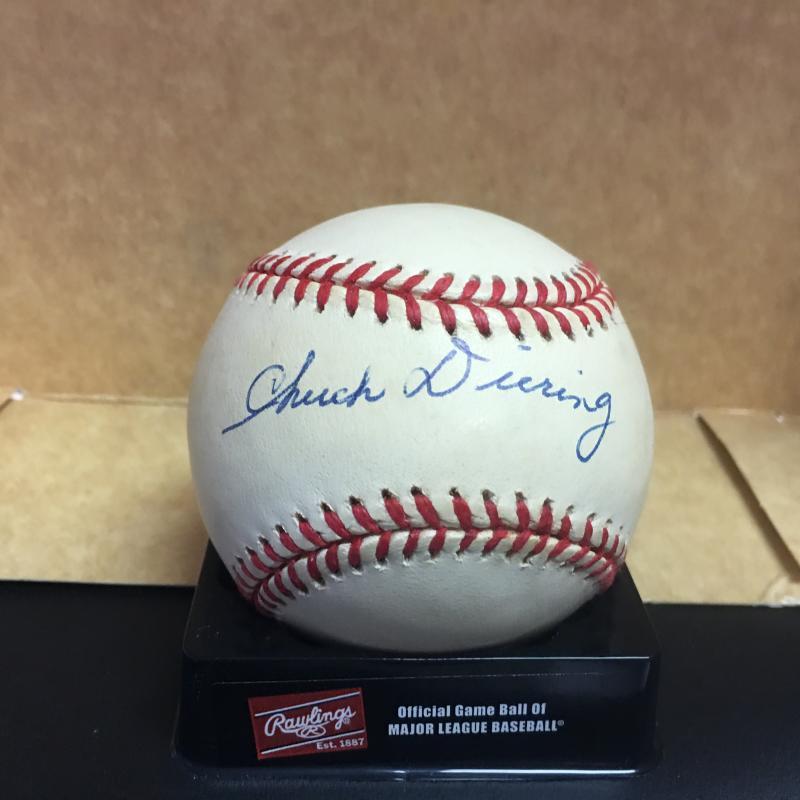 Chuck Diering
Rawlings®
R
Est. 1887
Official Game Ball Of
MAJOR LEAGUE BASEBALL®